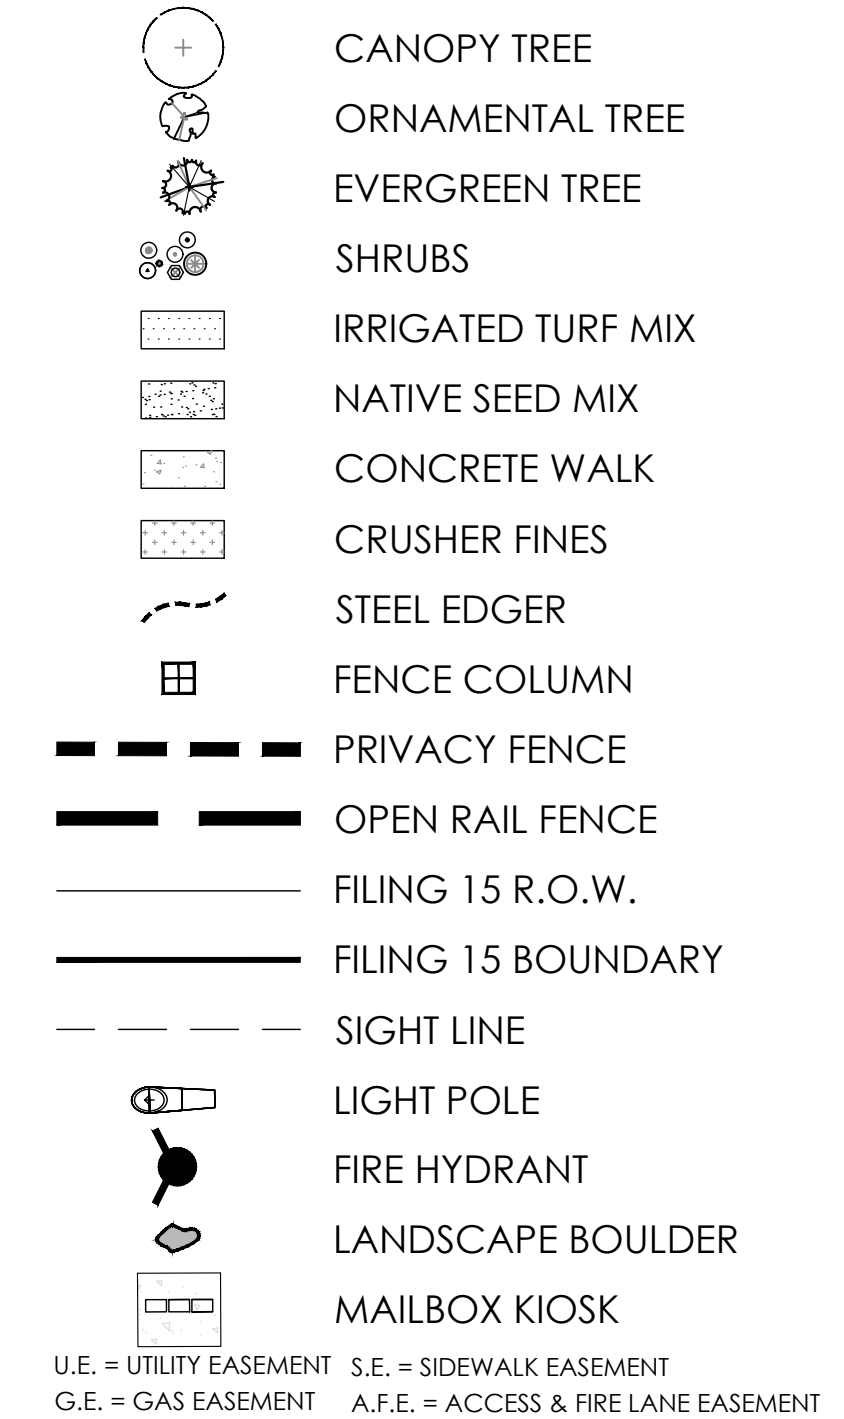 CANOPY TREE
ORNAMENTAL TREE
EVERGREEN TREE
SHRUBS
IRRIGATED TURF MIX
NATIVE SEED MIX
CONCRETE WALK
CRUSHER FINES
STEEL EDGER
FENCE COLUMN
PRIVACY FENCE
OPEN RAIL FENCE
FILING 15 R.O.W.
FILING 15 BOUNDARY
SIGHT LINE
LIGHT POLE
FIRE HYDRANT
LANDSCAPE BOULDER
MAILBOX KIOSK
U.E. = UTILITY EASEMENT S.E. = SIDEWALK EASEMENT
G.E. = GAS EASEMENT A.F.E. = ACCESS & FIRE LANE EASEMENT